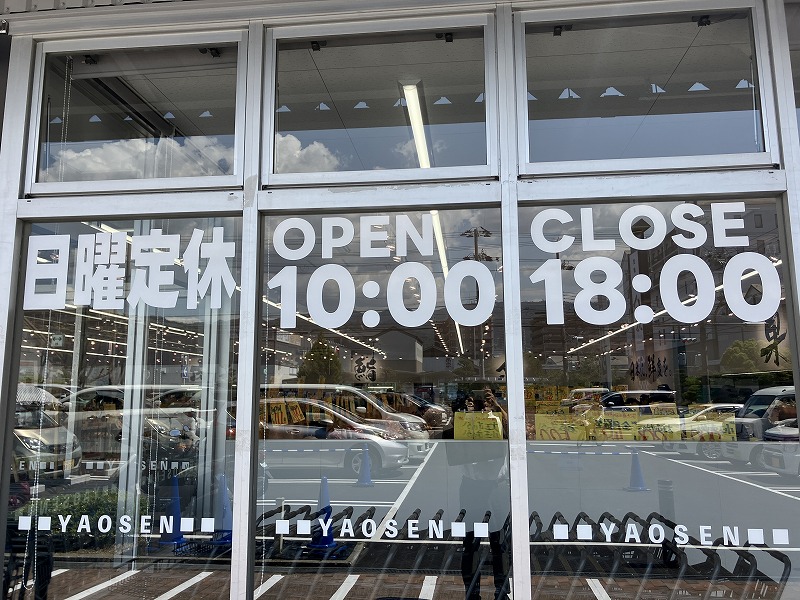 日曜定休
OPEN
10:00
CLOSE
18:00
■■YAOSEN■■
■■YAOSEN■■
■■YAOSEN■■